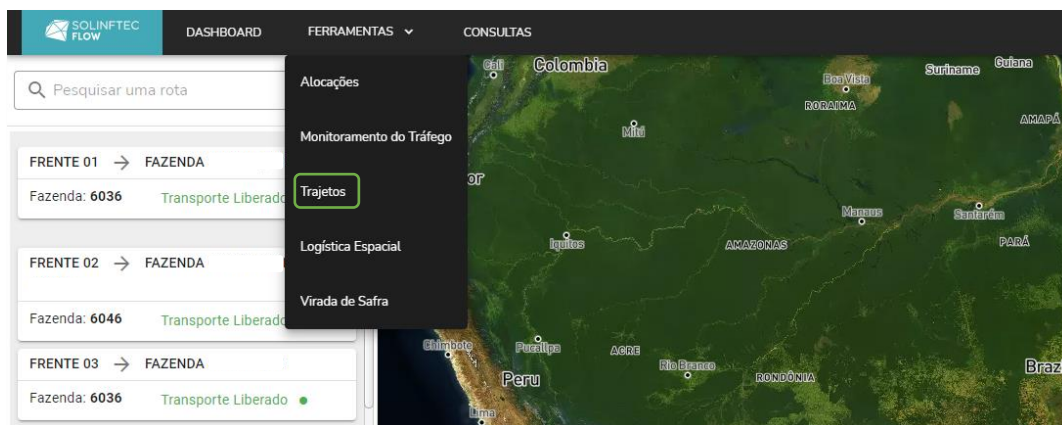 SOLINFTEC
FLOW
DASHBOARD
FERRAMENTAS
CONSULTAS
Pesquisar uma rota
FRENTE 01 → FAZENDA
Fazenda: 6036 Transporte Liberado
FRENTE 02 → FAZENDA
Fazenda: 6046 Transporte Liberado
FRENTE 03 → FAZENDA
Fazenda: 6036 Transporte Liberado
Alocações
Monitoramento do Tráfego
Trajetos
Logística Espacial
Virada de Safra
Cali
Colombia
Boa Vista
Suriname
Guiana
RORAIMA
AMAPÁ
Mitú
or
Manaus
Santarém
Iquitos
AMAZONAS
PARÁ
Chimbote
Pucallpa
ACRE
Rio Branco
RONDÔNIA
Braz
Peru
Lima